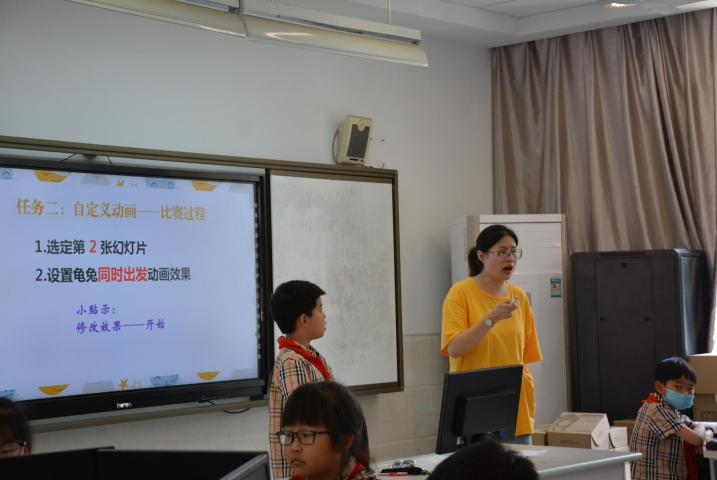 任务二：自定义动画——比赛过程
1.选定第 2 张幻灯片
2.设置龟兔同时出发动画效果
小贴示：
修改效果——开始